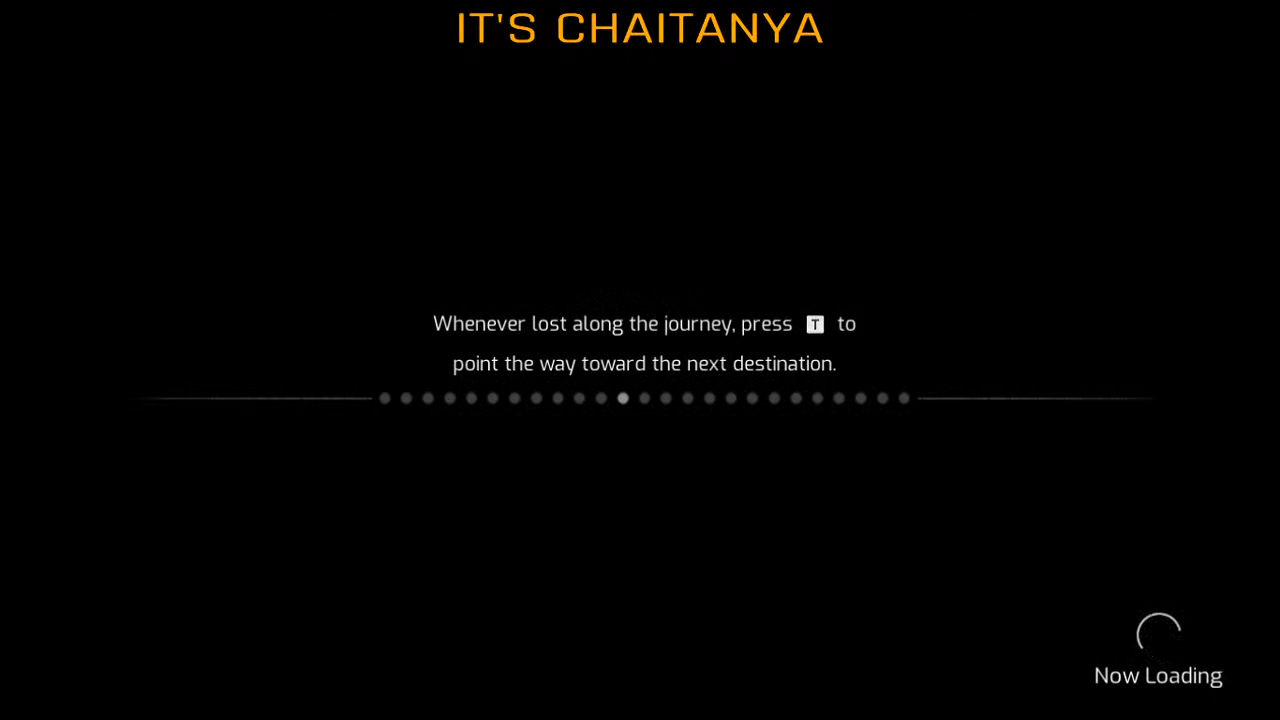 IT'S CHAITANYA
Whenever lost along the journey, press T to
point the way toward the next destination.
Now Loading